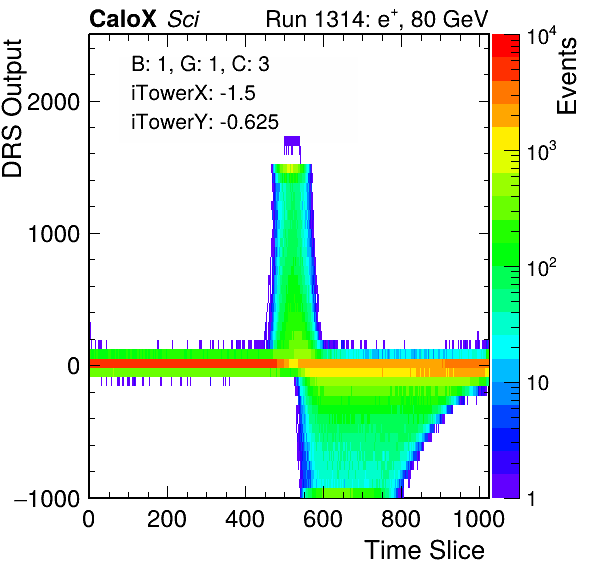 CaloX Sci Run 1314: e⁺, 80 GeV
B: 1, G: 1, C: 3
iTowerX: -1.5
iTowerY: -0.625
DRS Output
2000
1000
0
−1000
0 200 400 600 800 1000
Time Slice
Events
10⁴
10³
10²
10
1